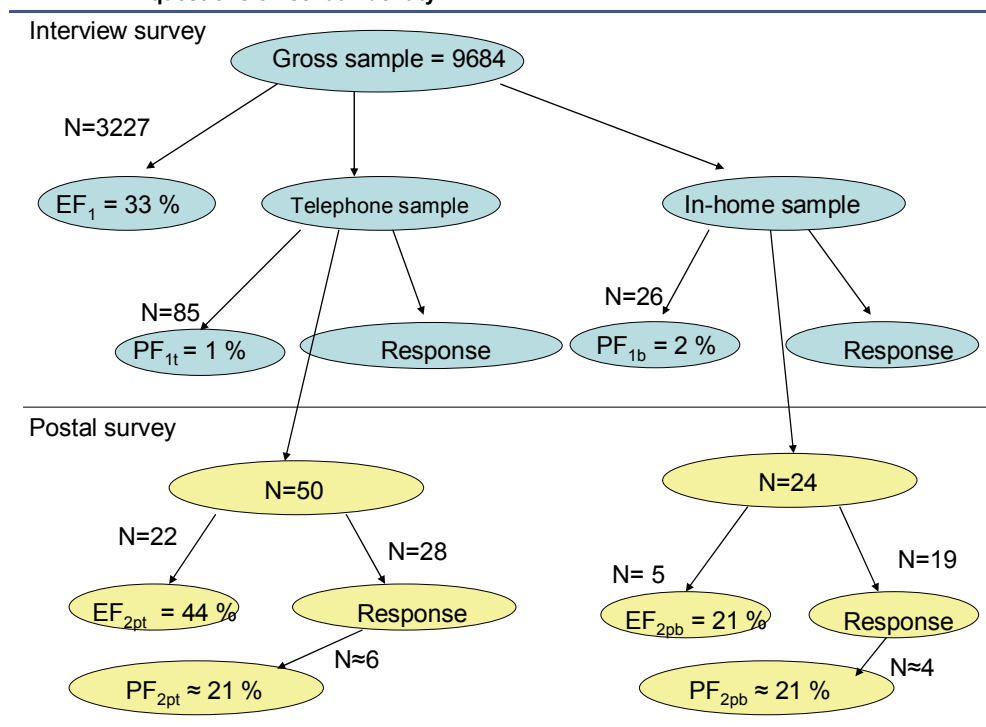 Interview survey
Gross sample = 9684
N=3227
EF₁ = 33 %
Telephone sample
In-home sample
N=85
N=26
PF₁ₜ = 1 %
Response
PF₁b = 2 %
Response
Postal survey
N=50
N=24
N=22
N=28
N= 5
N=19
EF₂ₚₜ = 44 %
Response
EF₂pb = 21 %
Response
N≈6
N≈4
PF₂ₚₜ ≈ 21 %
PF₂pb ≈ 21 %